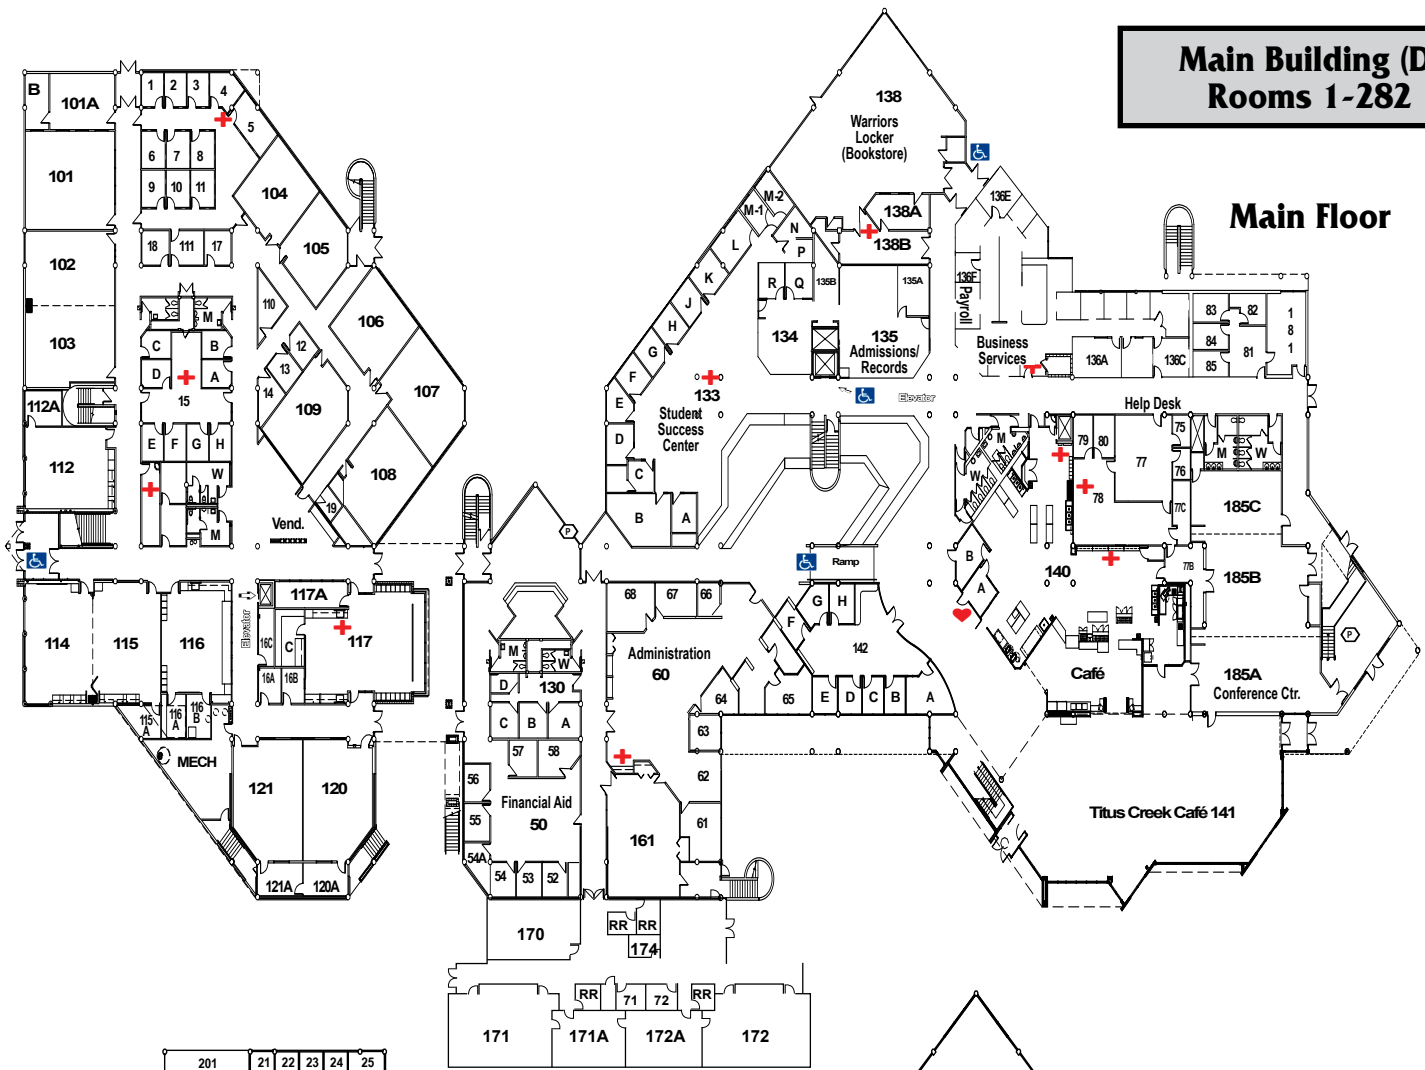 Main Building (D
Rooms 1-282
Main Floor
B
101A
1
2
3
4
5
101
6
7
8
9
10
11
104
18
111
17
105
102
103
110
M
C
B
D
A
15
12
13
14
106
107
109
108
112A
112
E
F
G
H
W
M
19
Vend.
138
Warriors
Locker
(Bookstore)
138A
138B
M-2
M-1
N
P
L
K
J
H
G
F
E
D
C
B
A
R
Q
135B
135A
134
135
Admissions/
Records
133
Student
Success
Center
Elevator
136E
136F
Payroll
Business
Services
136A
136C
83
82
84
85
81
1
8
1
Help Desk
M
W
79
80
77
75
76
78
77C
77B
M
W
185C
185B
185A
Conference Ctr.
P
B
A
140
Café
Titus Creek Café 141
P
Ramp
114
115
116
117A
117
Elevator
16C
C
16A
16B
115
A
116
A
116
B
MECH
121
120
121A
120A
M
W
D
130
C
B
A
57
58
56
55
54A
54
53
52
Financial Aid
50
68
67
66
Administration
60
64
65
63
62
61
161
F
G
H
142
E
D
C
B
A
170
RR
RR
174
RR
71
72
RR
171
171A
172A
172
201
21
22
23
24
25